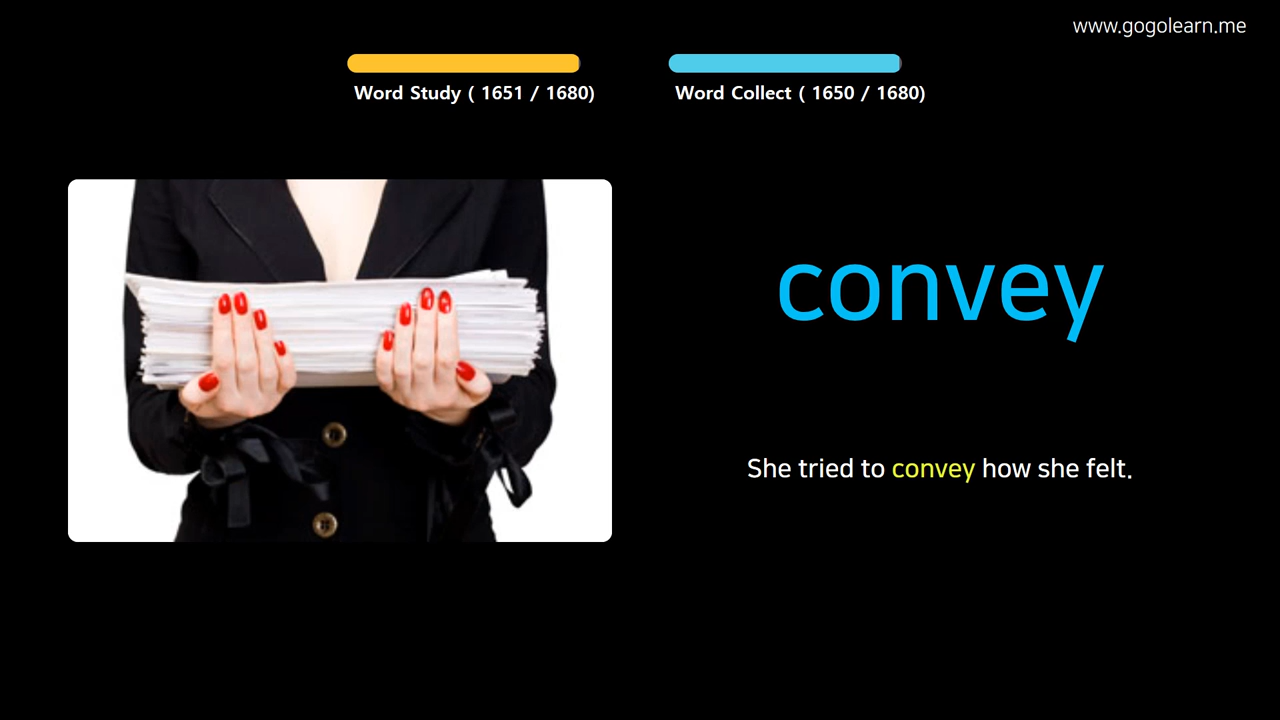 www.gogolearn.me
Word Study ( 1651 / 1680)
Word Collect ( 1650 / 1680)
convey
She tried to convey how she felt.